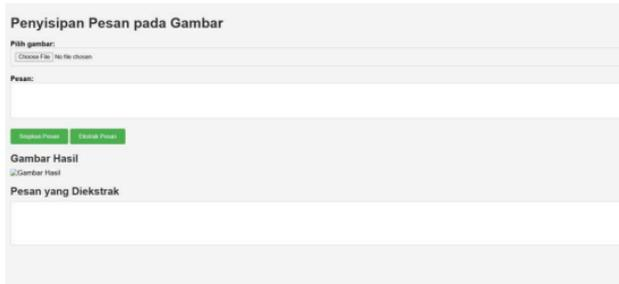 Penyisipan Pesan pada Gambar
Pilih gambar:
Choose File No file chosen
Pesan:
Sisipkan Pesan Ekstrak Pesan
Gambar Hasil
Gambar Hasil
Pesan yang Diekstrak